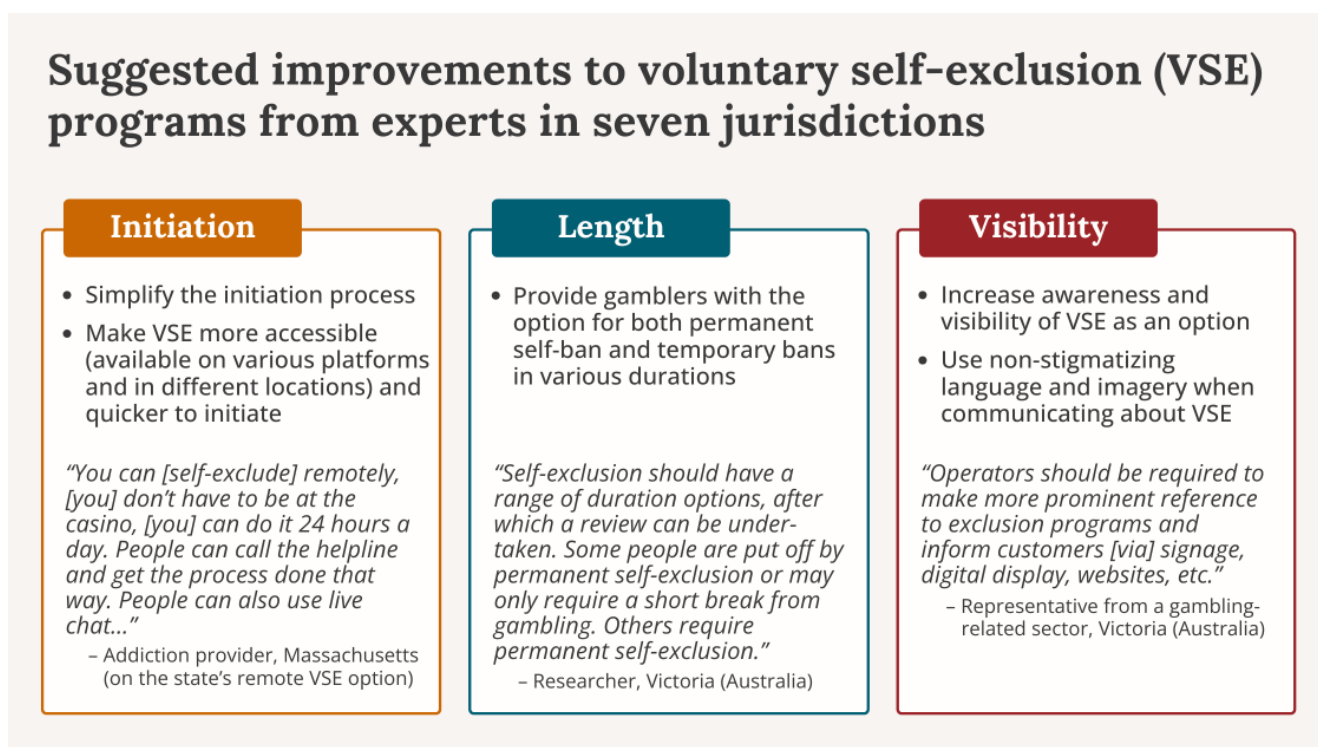 Suggested improvements to voluntary self-exclusion (VSE)
programs from experts in seven jurisdictions
Initiation
• Simplify the initiation process
• Make VSE more accessible
(available on various platforms
and in different locations) and
quicker to initiate
“You can [self-exclude] remotely,
[you] don’t have to be at the
casino, [you] can do it 24 hours a
day. People can call the helpline
and get the process done that
way. People can also use live
chat…”
– Addiction provider, Massachusetts
(on the state’s remote VSE option)
Length
• Provide gamblers with the
option for both permanent
self-ban and temporary bans
in various durations
“Self-exclusion should have a
range of duration options, after
which a review can be under-
taken. Some people are put off by
permanent self-exclusion or may
only require a short break from
gambling. Others require
permanent self-exclusion.”
– Researcher, Victoria (Australia)
Visibility
• Increase awareness and
visibility of VSE as an option
• Use non-stigmatizing
language and imagery when
communicating about VSE
“Operators should be required to
make more prominent reference
to exclusion programs and
inform customers [via] signage,
digital display, websites, etc.”
– Representative from a gambling-
related sector, Victoria (Australia)